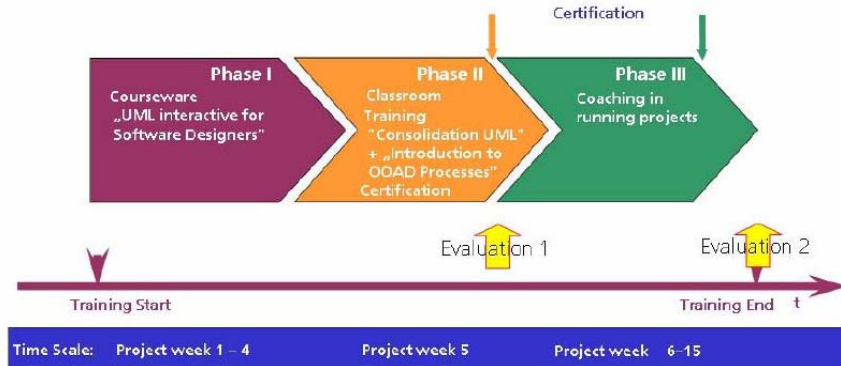 Certification
Phase I
Courseware
„UML interactive for
Software Designers"
Phase II
Classroom
Training
"Consolidation UML"
+ „Introduction to
OOAD Processes"
Certification
Phase III
Coaching in
running projects
Evaluation 1
Evaluation 2
Training Start
Training End
t
Time Scale: Project week 1 – 4 Project week 5 Project week 6–15